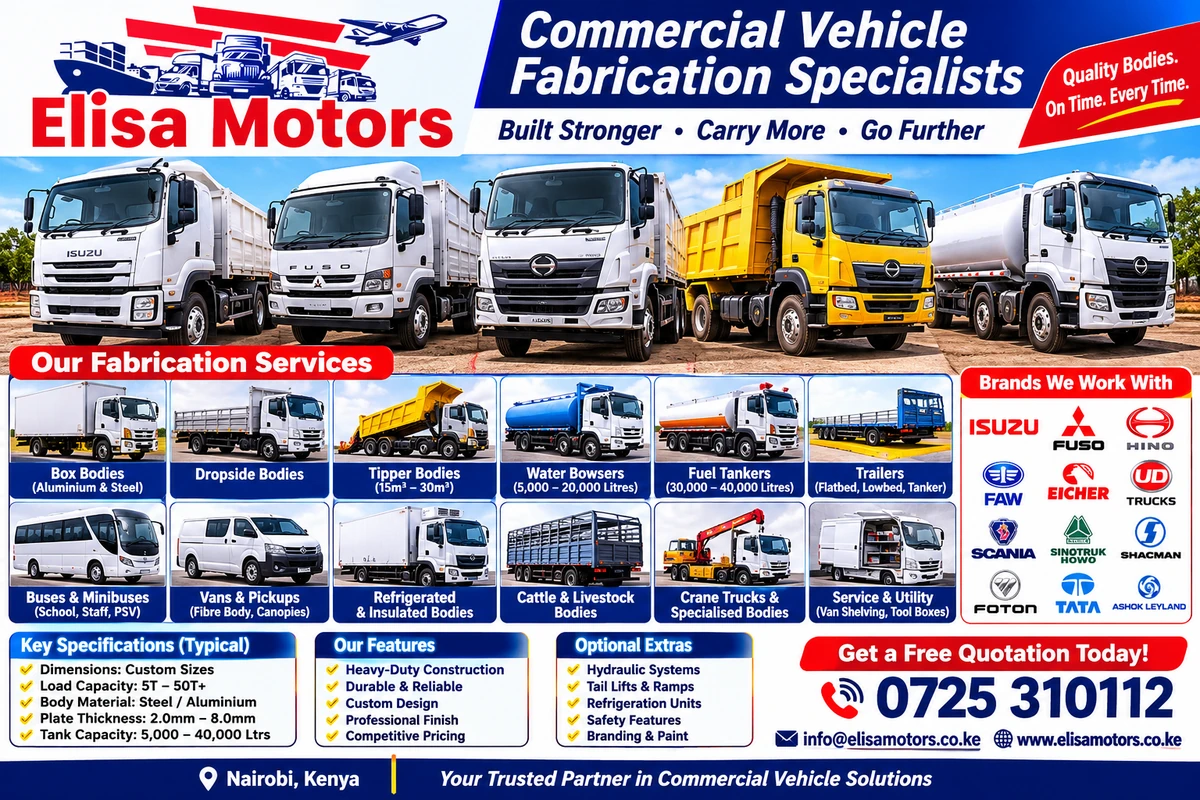 Elisa Motors
Commercial Vehicle
Fabrication Specialists
Built Stronger • Carry More • Go Further
Quality Bodies.
On Time. Every Time.
ISUZU
FUSO
Our Fabrication Services
Box Bodies
(Aluminium & Steel)
Dropside Bodies
Tipper Bodies
(15m³ – 30m³)
Water Bowsers
(5,000 – 20,000 Litres)
Fuel Tankers
(30,000 – 40,000 Litres)
Trailers
(Flatbed, Lowbed, Tanker)
Buses & Minibuses
(School, Staff, PSV)
Vans & Pickups
(Fibre Body, Canopies)
Refrigerated
& Insulated Bodies
Cattle & Livestock
Bodies
Crane Trucks &
Specialised Bodies
Service & Utility
(Van Shelving, Tool Boxes)
Brands We Work With
ISUZU
FUSO
HINO
FAW
EICHER
UD
TRUCKS
SCANIA
SINOTRUK
HOWO
SHACMAN
FOTON
TATA
ASHOK LEYLAND
Key Specifications (Typical)
Dimensions: Custom Sizes
Load Capacity: 5T – 50T+
Body Material: Steel / Aluminium
Plate Thickness: 2.0mm – 8.0mm
Tank Capacity: 5,000 – 40,000 Ltrs
Our Features
Heavy-Duty Construction
Durable & Reliable
Custom Design
Professional Finish
Competitive Pricing
Optional Extras
Hydraulic Systems
Tail Lifts & Ramps
Refrigeration Units
Safety Features
Branding & Paint
Get a Free Quotation Today!
0725 310112
info@elisamotors.co.ke
www.elisamotors.co.ke
Nairobi, Kenya
Your Trusted Partner in Commercial Vehicle Solutions